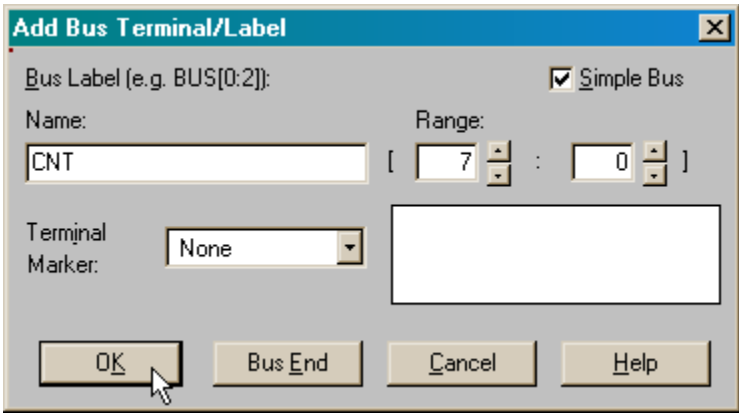 Add Bus Terminal/Label
Bus Label (e.g. BUS[0:2]):
Simple Bus
Name:
Range:
CNT
[ 7 : 0 ]
Terminal
Marker:
None
OK
Bus End
Cancel
Help